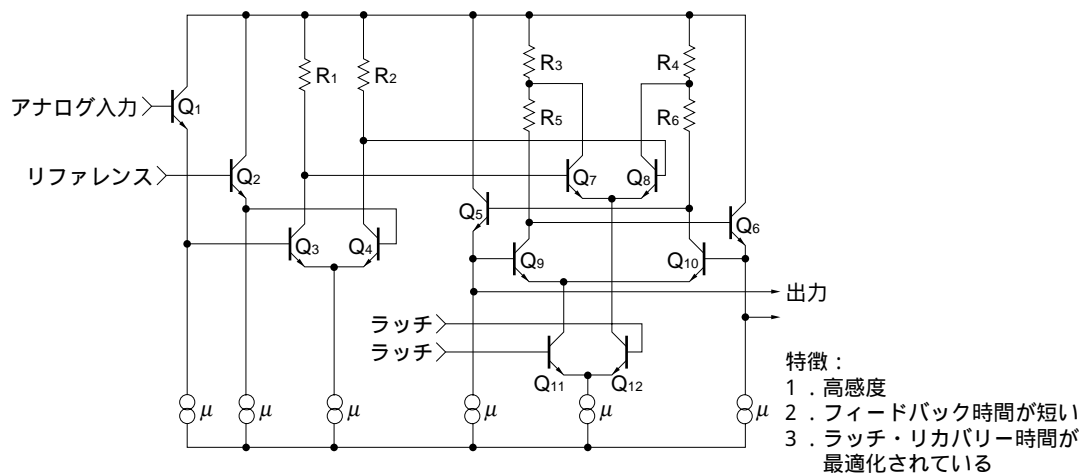 R1
R2
R3
R4
アナログ入力
Q1
R5
R6
リファレンス
Q2
Q7
Q8
Q5
Q6
Q3
Q4
Q9
Q10
出力
ラッチ
ラッチ
Q11
Q12
特徴：
1．高感度
μ
μ
μ
μ
μ
μ
2．フィードバック時間が短い
3．ラッチ・リカバリー時間が
最適化されている